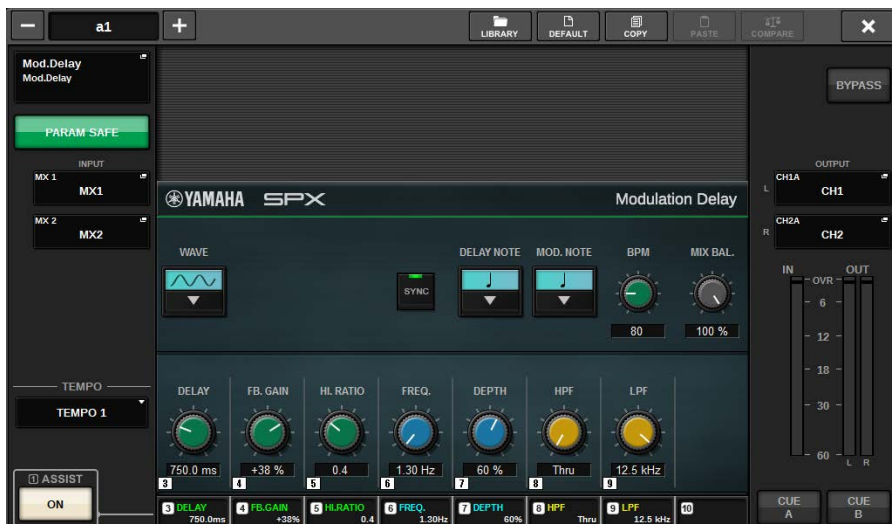 a1
LIBRARY
DEFAULT
COPY
PASTE
COMPARE
Mod.Delay
Mod.Delay
BYPASS
PARAM SAFE
INPUT
MX 1
MX1
MX 2
MX2
OUTPUT
CH1A
L
CH1
CH2A
R
CH2
YAMAHA SPX Modulation Delay
WAVE
DELAY NOTE
MOD. NOTE
BPM
MIX BAL.
SYNC
80
100 %
IN
OUT
OVR
6
12
18
30
60
L R
TEMPO
TEMPO 1
DELAY
FB. GAIN
HI. RATIO
FREQ.
DEPTH
HPF
LPF
750.0 ms
+38 %
0.4
1.30 Hz
60 %
Thru
12.5 kHz
3 4 5 6 7 8 9
1 ASSIST
ON
3 DELAY 750.0ms
4 FB.GAIN +38%
5 HI.RATIO 0.4
6 FREQ. 1.30Hz
7 DEPTH 60%
8 HPF Thru
9 LPF 12.5 kHz
10
CUE A
CUE B